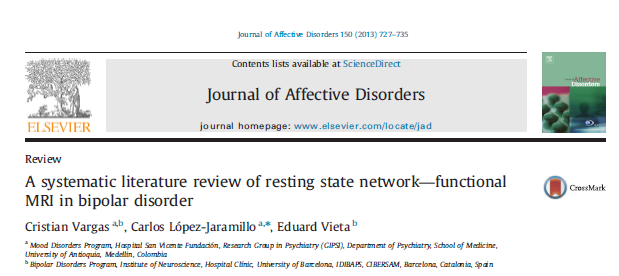 Journal of Affective Disorders 150 (2013) 727–735
Contents lists available at ScienceDirect
Journal of Affective Disorders
journal homepage: www.elsevier.com/locate/jad
ELSEVIER
Affective
Disorders
Review
CrossMark
A systematic literature review of resting state network—functional
MRI in bipolar disorder
Cristian Vargas a,b, Carlos López-Jaramillo a,*, Eduard Vieta b
a Mood Disorders Program, Hospital San Vicente Fundación, Research Group in Psychiatry (GIPSI), Department of Psychiatry, School of Medicine,
University of Antioquia, Medellín, Colombia
b Bipolar Disorders Program, Institute of Neuroscience, Hospital Clínic, University of Barcelona, IDIBAPS, CIBERSAM, Barcelona, Catalonia, Spain